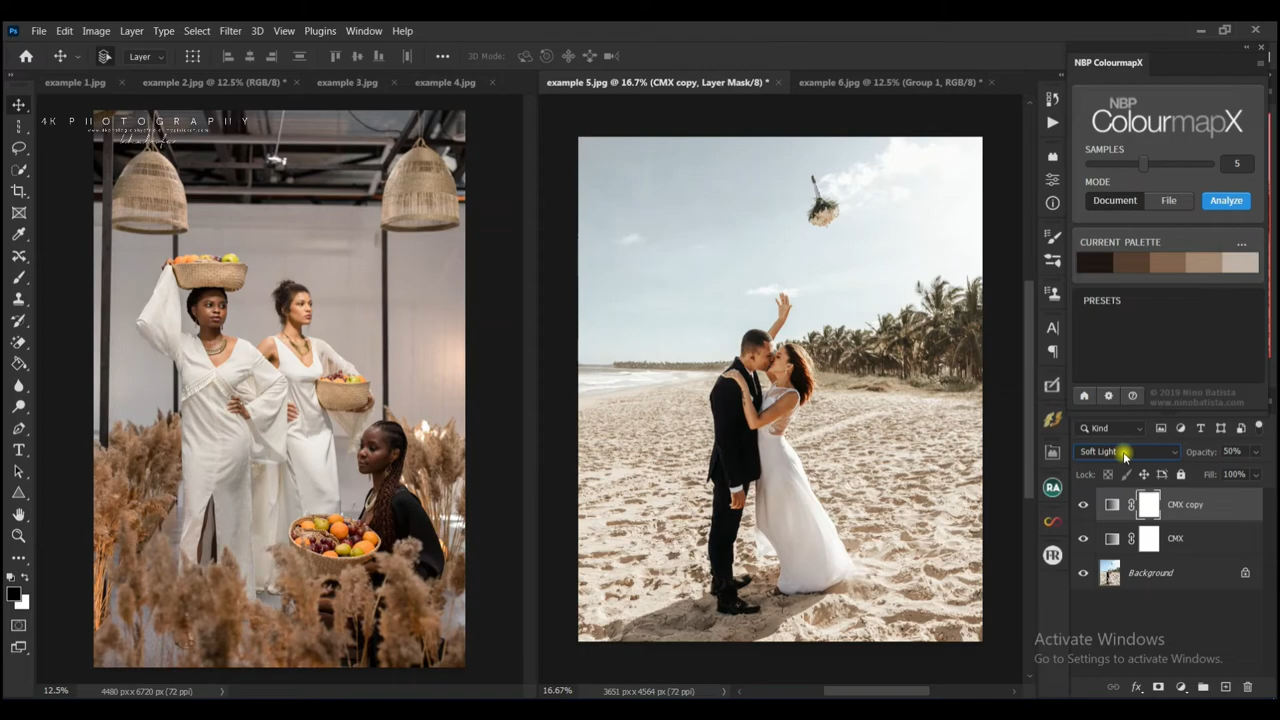 Ps File Edit Image Layer Type Select Filter 3D View Plugins Window Help
Layer 3D Mode:
example 1.jpg example 2.jpg @ 12.5% (RGB/8) * example 3.jpg example 4.jpg example 5.jpg @ 16.7% (CMX copy, Layer Mask/8) * example 6.jpg @ 12.5% (Group 1, RGB/8) *
4K PHOTOGRAPHY
NBP ColourmapX
NBP
ColourmapX
SAMPLES
5
MODE
Document File Analyze
CURRENT PALETTE
PRESETS
© 2019 Nino Batista
www.ninobatista.com
Kind
Soft Light Opacity: 50%
Lock: Fill: 100%
CMX copy
CMX
Background
RA
FR
Activate Windows
Go to Settings to activate Windows.
12.5% 4480 pxs x 6720 px (72 ppi)
16.67% 3651 pxs x 4564 px (72 ppi)